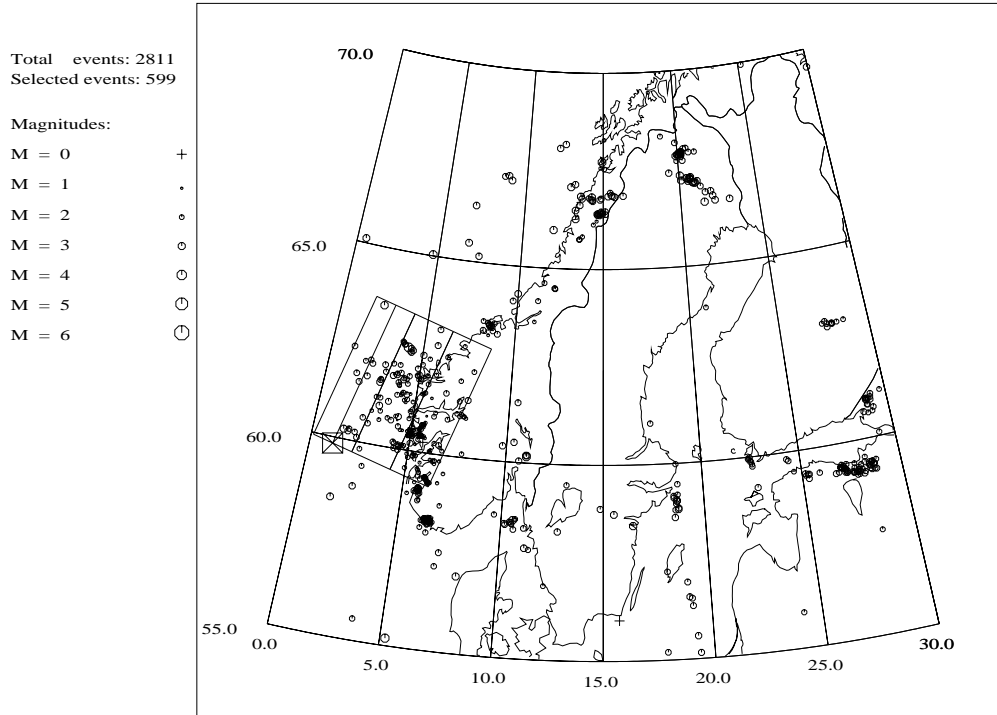 Total events: 2811
Selected events: 599
Magnitudes:
M = 0
M = 1
M = 2
M = 3
M = 4
M = 5
M = 6
70.0
65.0
60.0
55.0
0.0
5.0
10.0
15.0
20.0
25.0
30.0